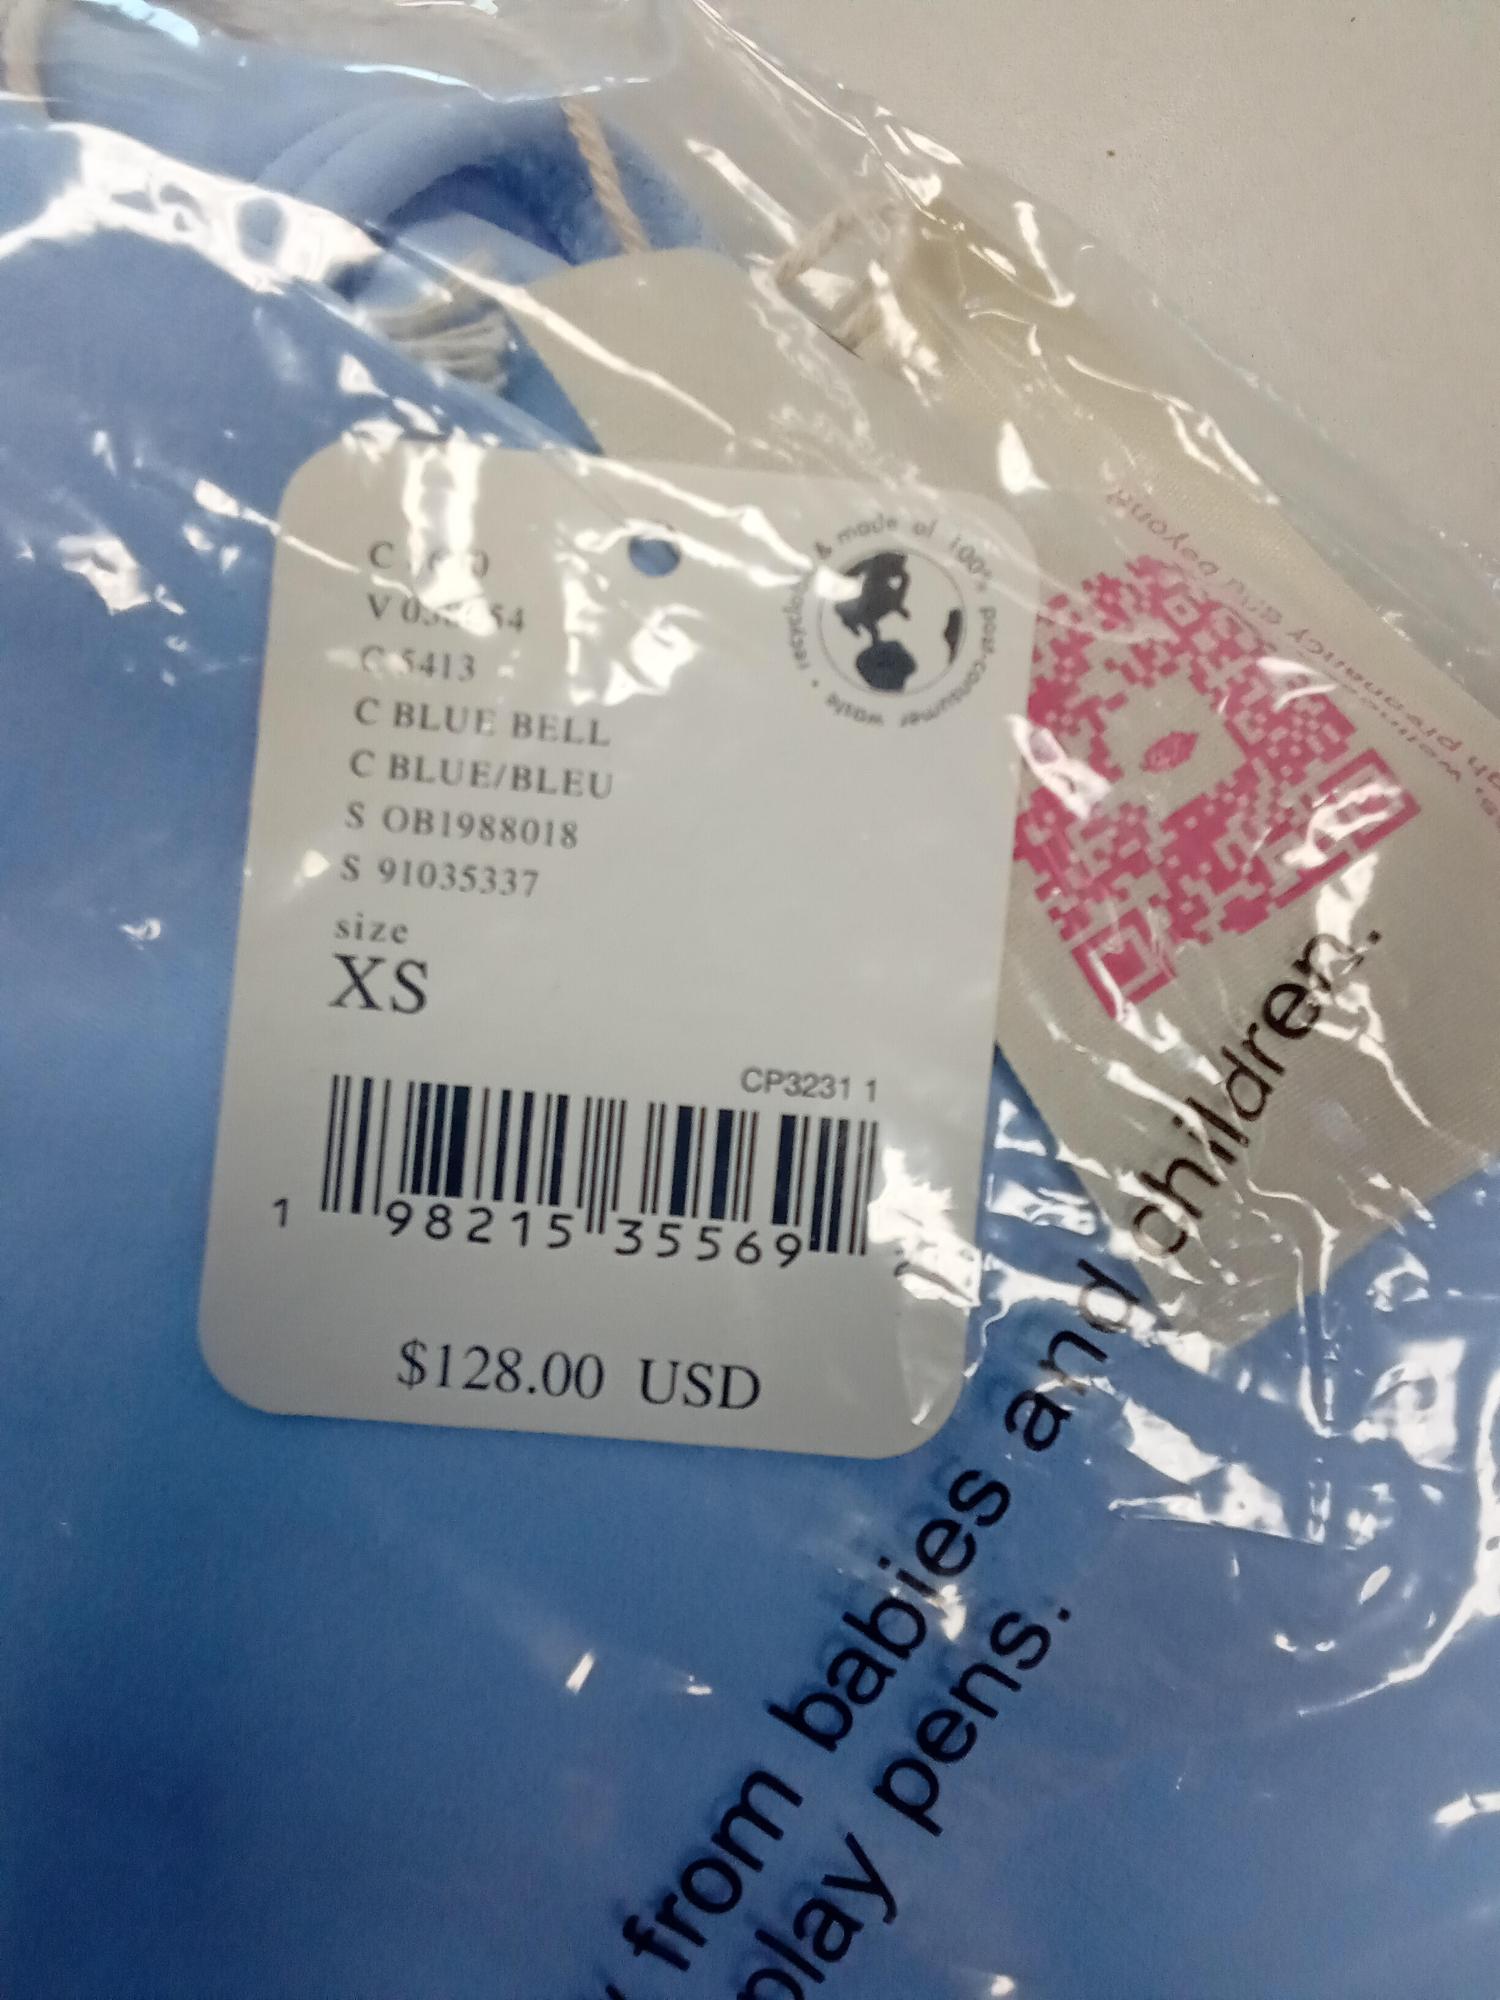 C
V
C 5413
C BLUE BELL
C BLUE/BLEU
S OB1988018
S 91035337
size
XS
recycled & made of 100% post-consumer waste
CP3231 1
1 98215 35569
$128.00 USD
from babies and children.
play pens.